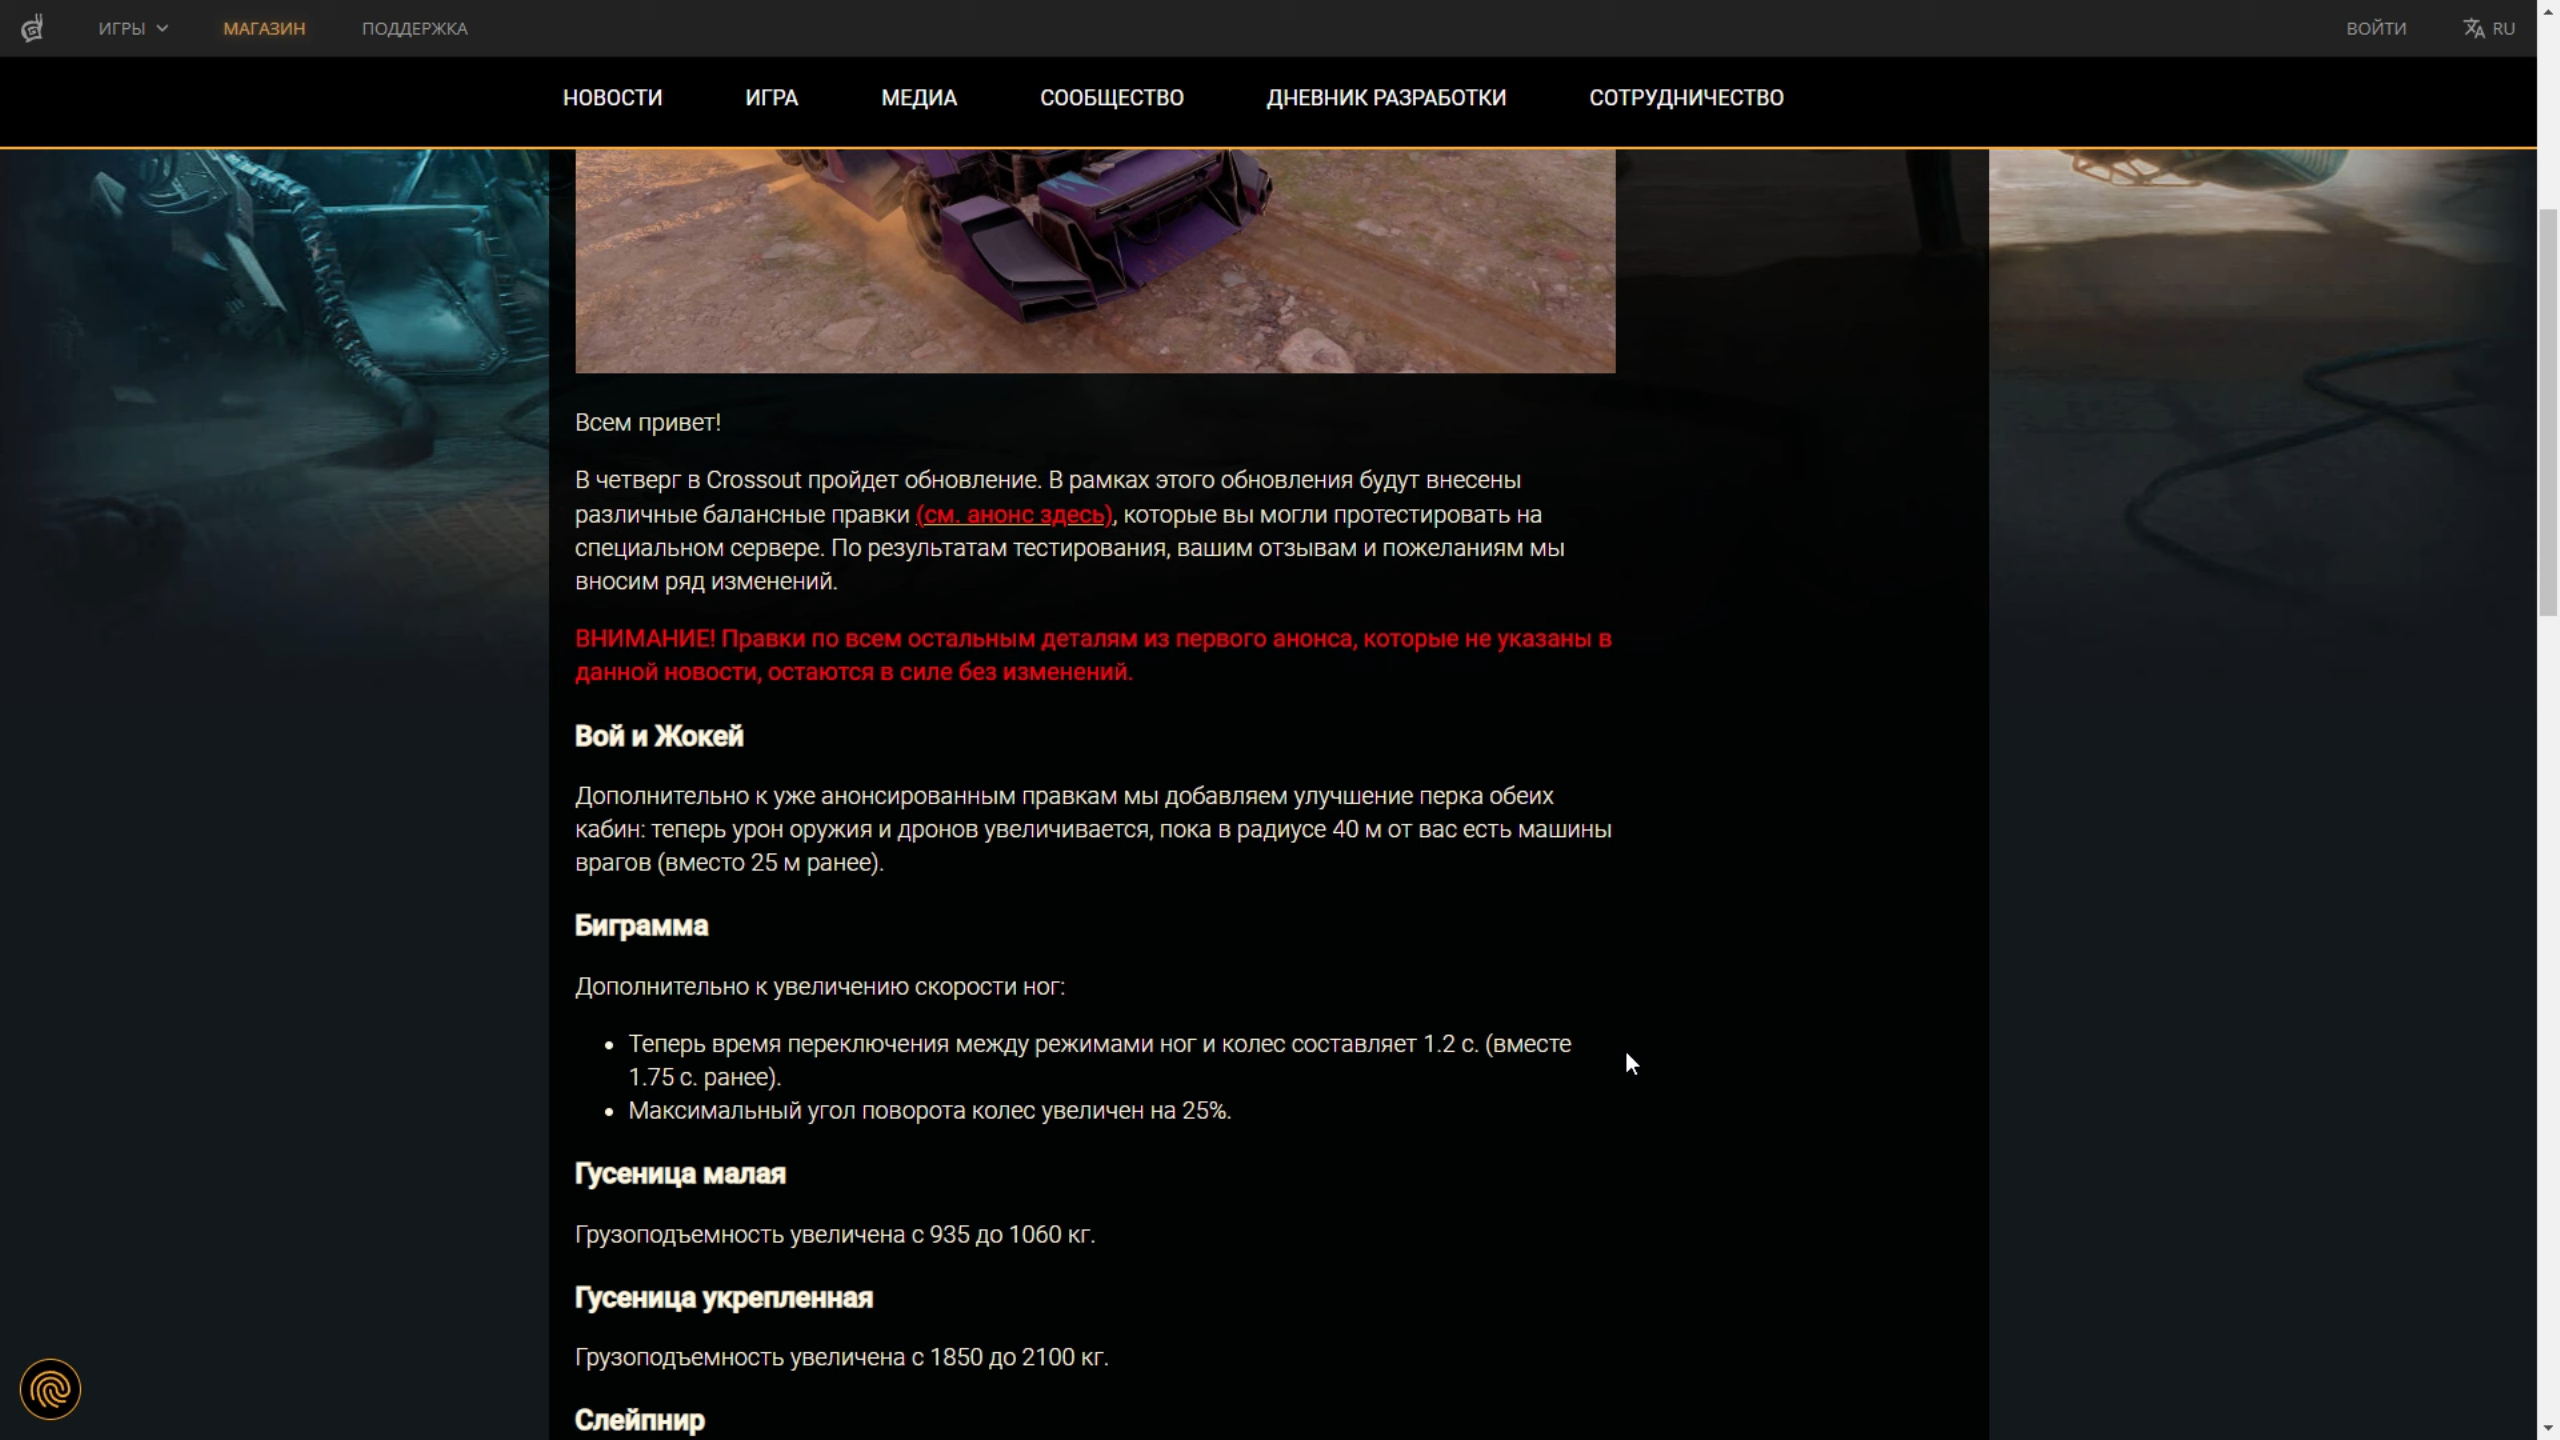 ИГРЫ МАГАЗИН ПОДДЕРЖКА ВОЙТИ RU
НОВОСТИ ИГРА МЕДИА СООБЩЕСТВО ДНЕВНИК РАЗРАБОТКИ СОТРУДНИЧЕСТВО
Всем привет!
В четверг в Crossout пройдет обновление. В рамках этого обновления будут внесены
различные балансные правки (см. анонс здесь), которые вы могли протестировать на
специальном сервере. По результатам тестирования, вашим отзывам и пожеланиям мы
вносим ряд изменений.
ВНИМАНИЕ! Правки по всем остальным деталям из первого анонса, которые не указаны в
данной новости, остаются в силе без изменений.
Вой и Жокей
Дополнительно к уже анонсированным правкам мы добавляем улучшение перка обеих
кабин: теперь урон оружия и дронов увеличивается, пока в радиусе 40 м от вас есть машины
врагов (вместо 25 м ранее).
Биграмма
Дополнительно к увеличению скорости ног:
• Теперь время переключения между режимами ног и колес составляет 1.2 с. (вместе
1.75 с. ранее).
• Максимальный угол поворота колес увеличен на 25%.
Гусеница малая
Грузоподъемность увеличена с 935 до 1060 кг.
Гусеница укрепленная
Грузоподъемность увеличена с 1850 до 2100 кг.
Слейпнир